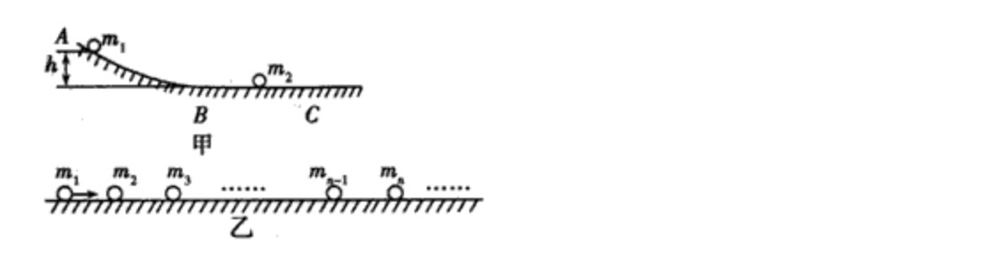 A m₁
h m₂
B C
甲
m₁ m₂ m₃ …… mₙ₋₁ mₙ ……
乙